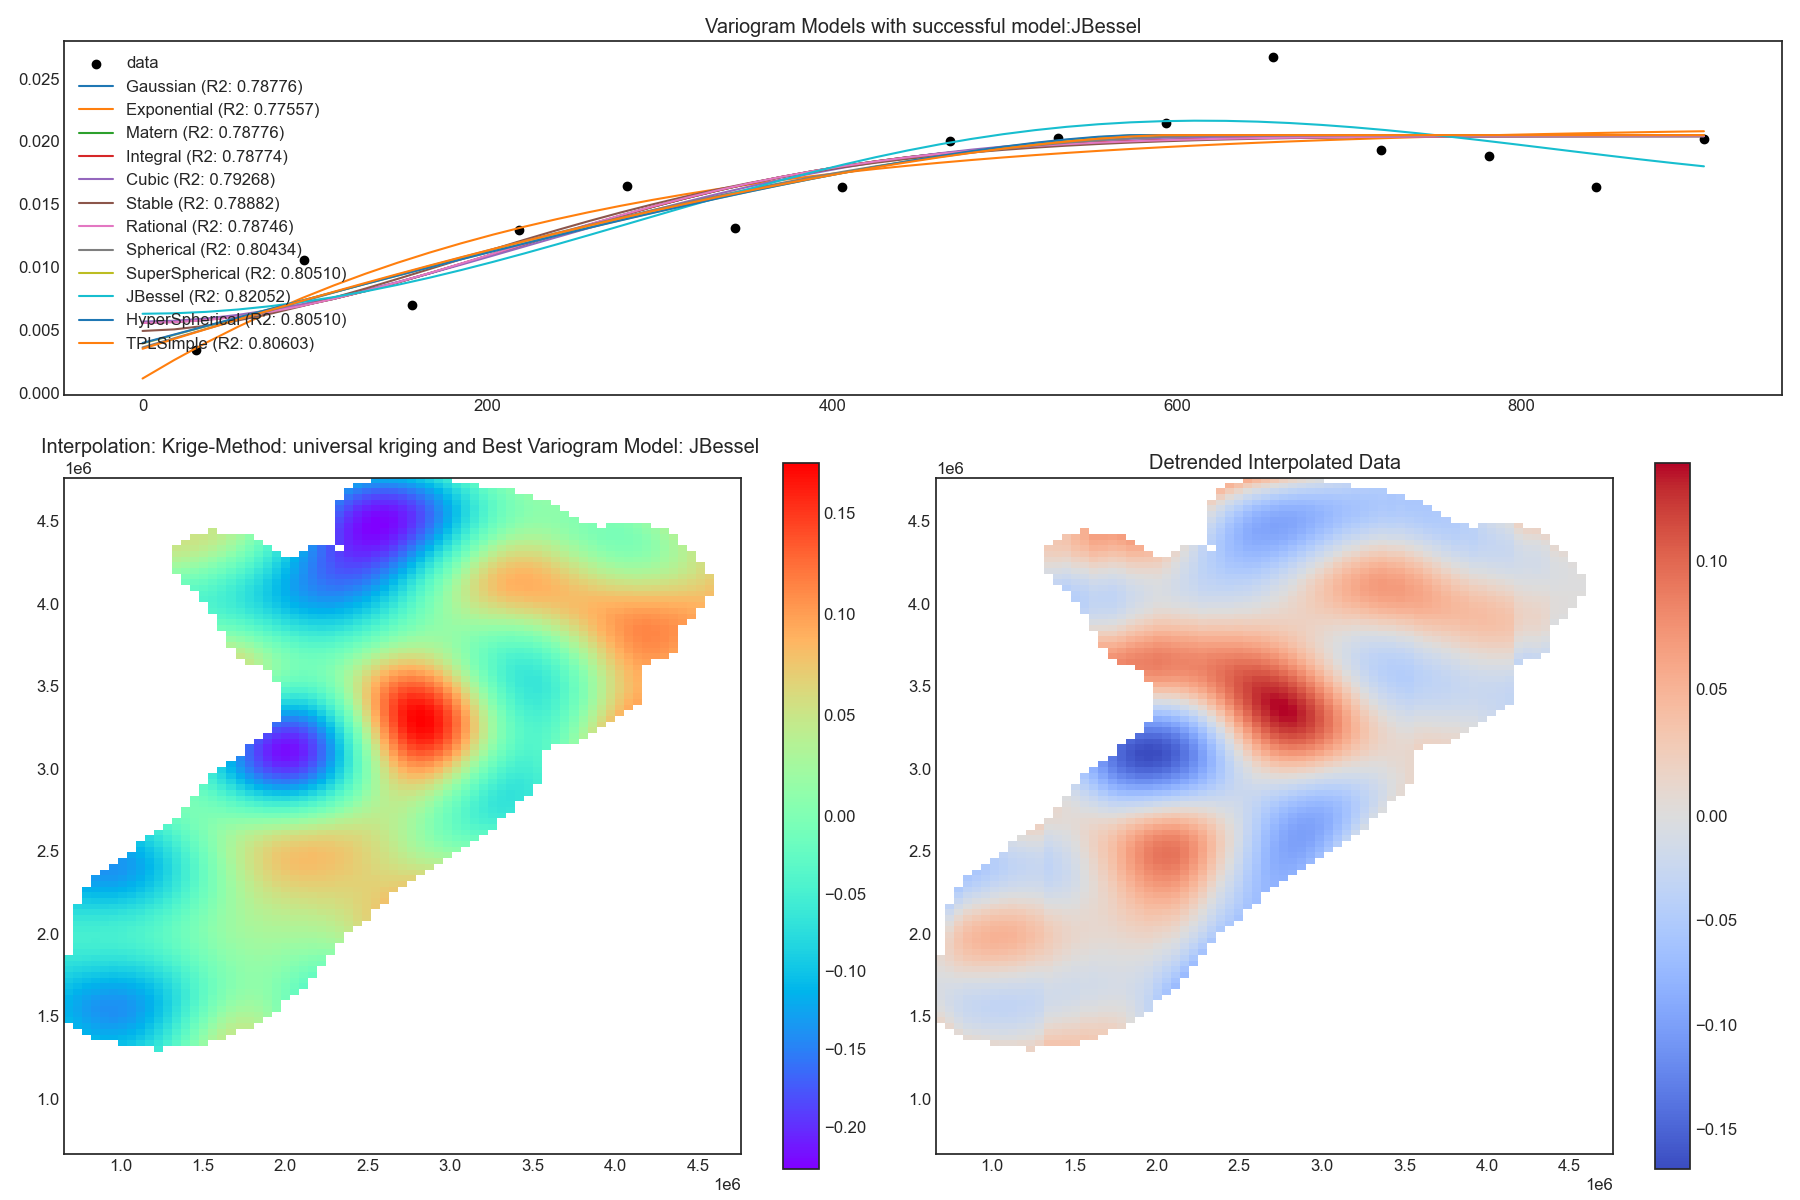 Variogram Models with successful model:JBessel
data
Gaussian (R2: 0.78776)
Exponential (R2: 0.77557)
Matern (R2: 0.78776)
Integral (R2: 0.78774)
Cubic (R2: 0.79268)
Stable (R2: 0.78882)
Rational (R2: 0.78746)
Spherical (R2: 0.80434)
SuperSpherical (R2: 0.80510)
JBessel (R2: 0.82052)
HyperSpherical (R2: 0.80510)
TPLSimple (R2: 0.80603)
0.025
0.020
0.015
0.010
0.005
0.000
0 200 400 600 800
Interpolation: Krige-Method: universal kriging and Best Variogram Model: JBessel
1e6
4.5
4.0
3.5
3.0
2.5
2.0
1.5
1.0
1.0 1.5 2.0 2.5 3.0 3.5 4.0 4.5
1e6
0.15
0.10
0.05
0.00
−0.05
−0.10
−0.15
−0.20
Detrended Interpolated Data
1e6
4.5
4.0
3.5
3.0
2.5
2.0
1.5
1.0
1.0 1.5 2.0 2.5 3.0 3.5 4.0 4.5
1e6
0.10
0.05
0.00
−0.05
−0.10
−0.15